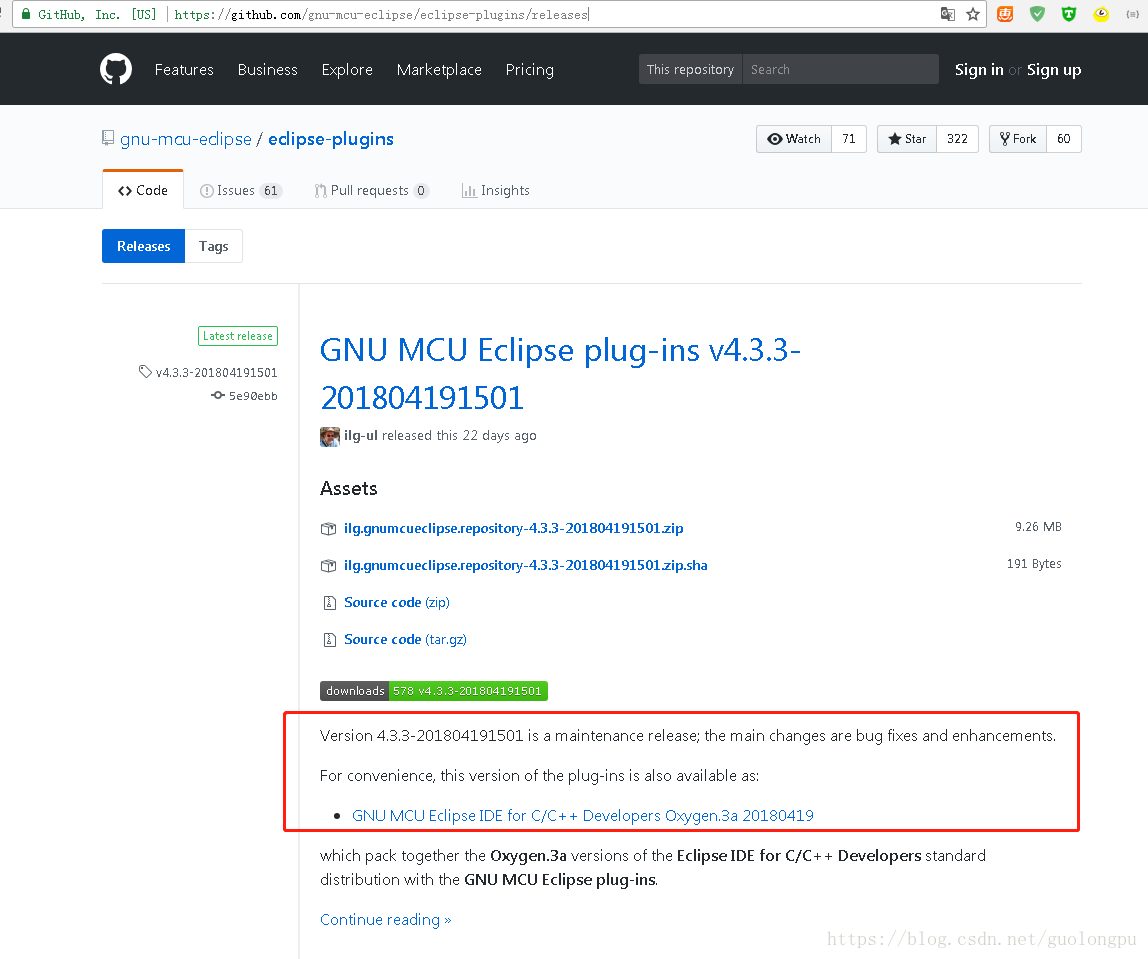 GitHub, Inc. [US] https://github.com/gnu-mcu-eclipse/eclipse-plugins/releases
Features Business Explore Marketplace Pricing This repository Search Sign in or Sign up
gnu-mcu-eclipse / eclipse-plugins Watch 71 Star 322 Fork 60
Code Issues 61 Pull requests 0 Insights
Releases Tags
Latest release
v4.3.3-201804191501
5e90ebb
GNU MCU Eclipse plug-ins v4.3.3-
201804191501
ilg-ul released this 22 days ago
Assets
ilg.gnumcueclipse.repository-4.3.3-201804191501.zip 9.26 MB
ilg.gnumcueclipse.repository-4.3.3-201804191501.zip.sha 191 Bytes
Source code (zip)
Source code (tar.gz)
downloads 578 v4.3.3-201804191501
Version 4.3.3-201804191501 is a maintenance release; the main changes are bug fixes and enhancements.
For convenience, this version of the plug-ins is also available as:
• GNU MCU Eclipse IDE for C/C++ Developers Oxygen.3a 20180419
which pack together the Oxygen.3a versions of the Eclipse IDE for C/C++ Developers standard
distribution with the GNU MCU Eclipse plug-ins.
Continue reading »
https://blog.csdn.net/guolongpu